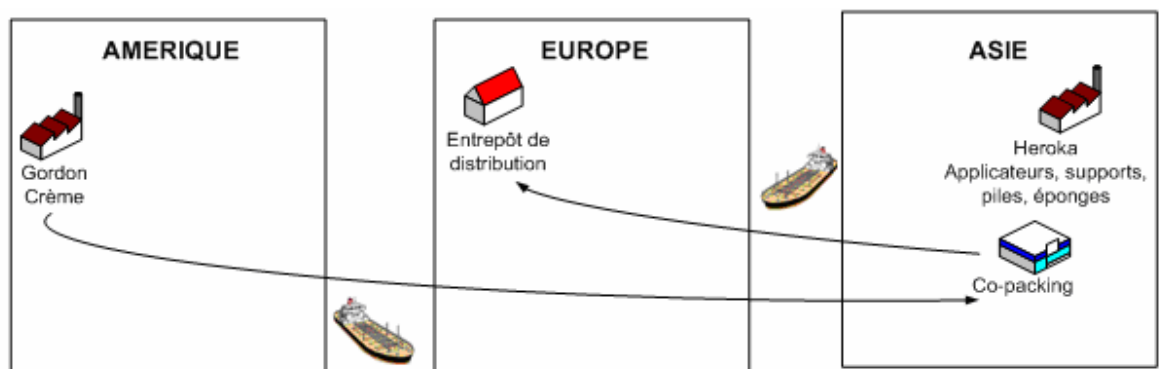 AMERIQUE
Gordon
Crème
EUROPE
Entrepôt de
distribution
ASIE
Heroka
Applicateurs, supports,
piles, éponges
Co-packing